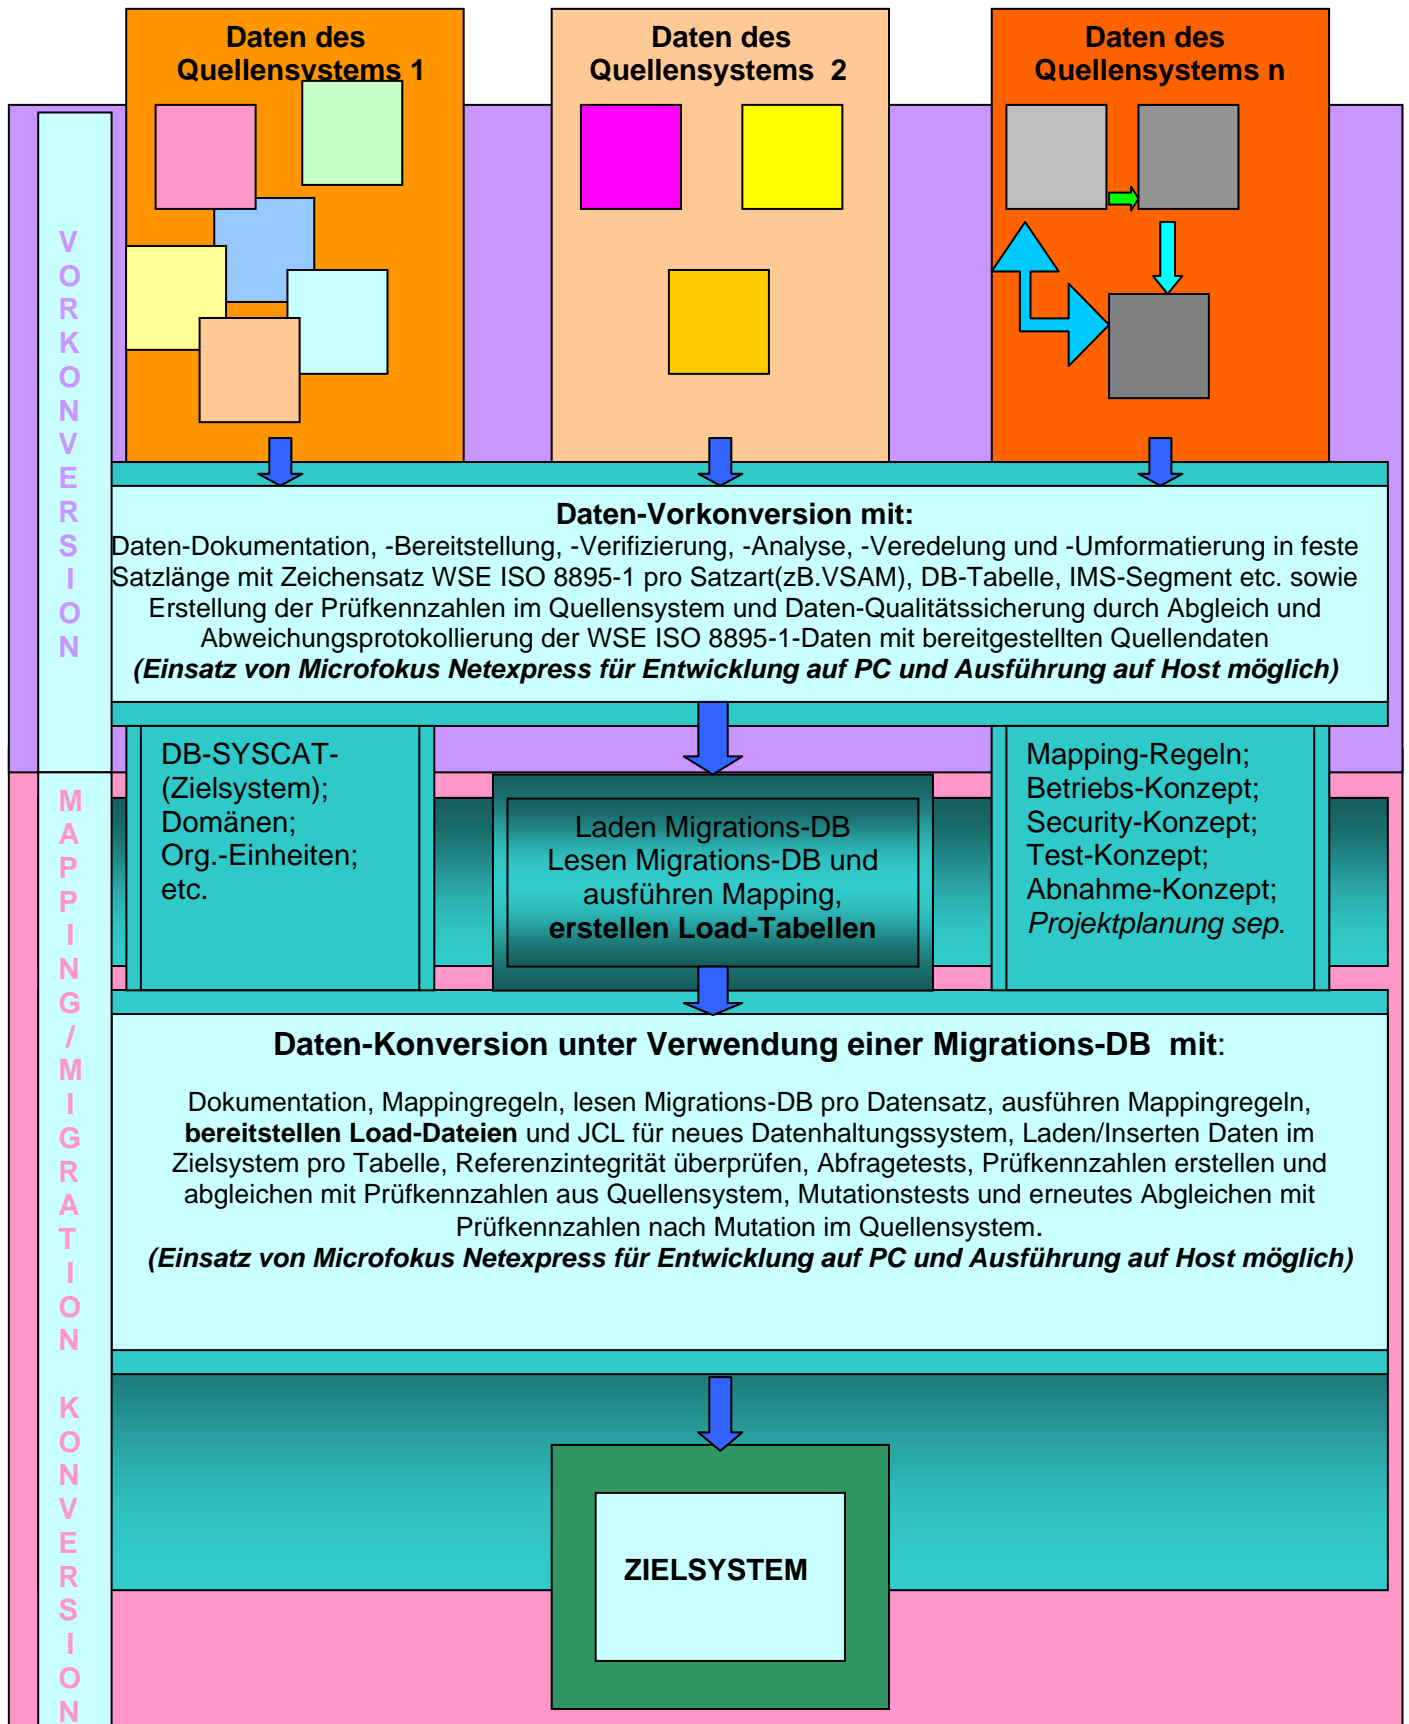 Daten des
Quellensystems 1
Daten des
Quellensystems  2
Daten des
Quellensystems n
VORKONVERSION
Daten-Vorkonversion mit:
Daten-Dokumentation, -Bereitstellung, -Verifizierung, -Analyse, -Veredelung und -Umformatierung in feste
Satzlänge mit Zeichensatz WSE ISO 8895-1 pro Satzart(zB.VSAM), DB-Tabelle, IMS-Segment etc. sowie
Erstellung der Prüfkennzahlen im Quellensystem und Daten-Qualitätssicherung durch Abgleich und
Abweichungsprotokollierung der WSE ISO 8895-1-Daten mit bereitgestellten Quellendaten
(Einsatz von Microfokus Netexpress für Entwicklung auf PC und Ausführung auf Host möglich)
DB-SYSCAT-
(Zielsystem);
Domänen;
Org.-Einheiten;
etc.
Laden Migrations-DB
Lesen Migrations-DB und
ausführen Mapping,
erstellen Load-Tabellen
Mapping-Regeln;
Betriebs-Konzept;
Security-Konzept;
Test-Konzept;
Abnahme-Konzept;
Projektplanung sep.
MAPPING/MIGRATION KONVERSION
Daten-Konversion unter Verwendung einer Migrations-DB  mit:
Dokumentation, Mappingregeln, lesen Migrations-DB pro Datensatz, ausführen Mappingregeln,
bereitstellen Load-Dateien und JCL für neues Datenhaltungssystem, Laden/Inserten Daten im
Zielsystem pro Tabelle, Referenzintegrität überprüfen, Abfragetests, Prüfkennzahlen erstellen und
abgleichen mit Prüfkennzahlen aus Quellensystem, Mutationstests und erneutes Abgleichen mit
Prüfkennzahlen nach Mutation im Quellensystem.
(Einsatz von Microfokus Netexpress für Entwicklung auf PC und Ausführung auf Host möglich)
ZIELSYSTEM